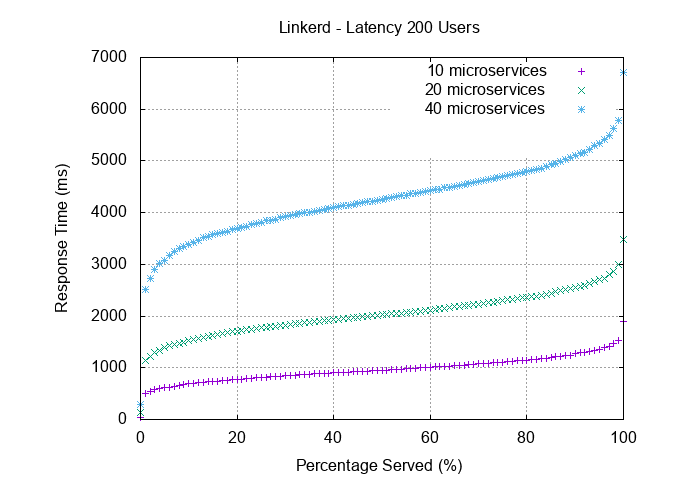 Linkerd - Latency 200 Users
7000
6000
5000
4000
3000
2000
1000
0
Response Time (ms)
10 microservices
20 microservices
40 microservices
0 20 40 60 80 100
Percentage Served (%)